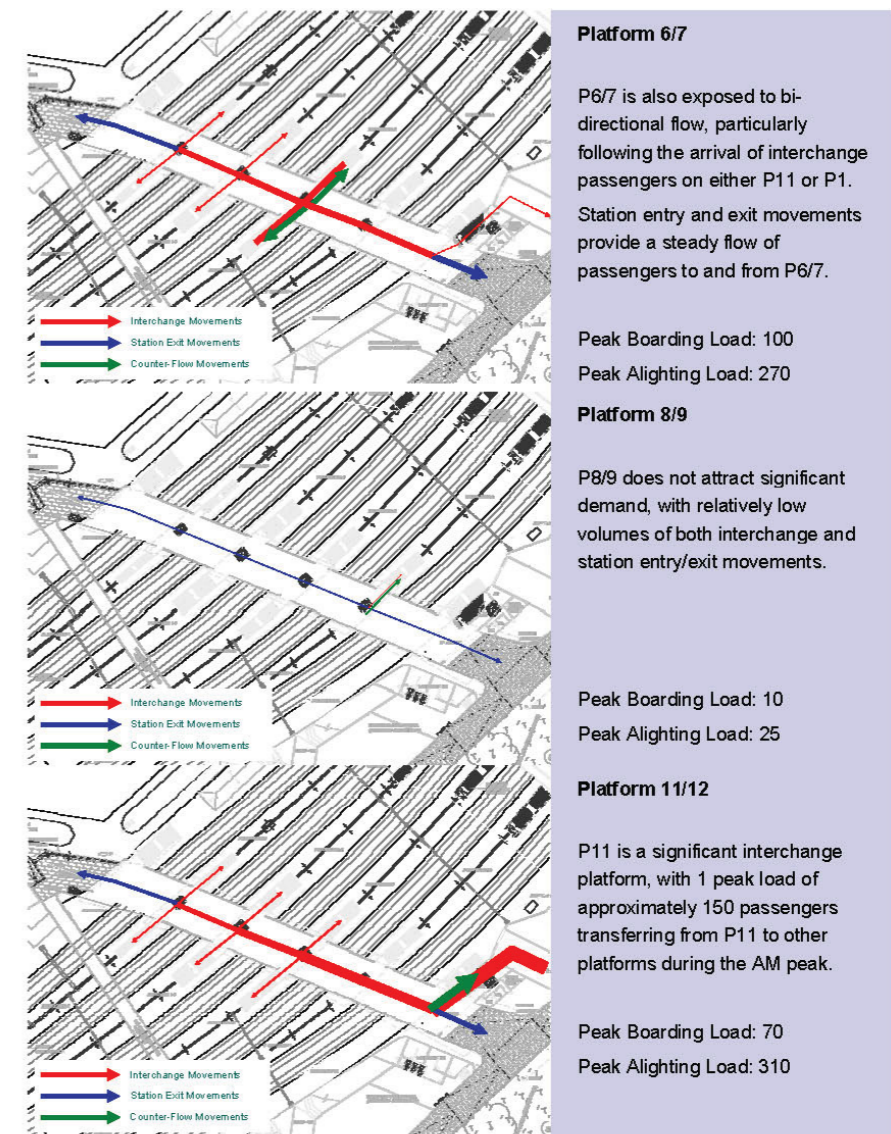 Platform 6/7
P6/7 is also exposed to bi-
directional flow, particularly
following the arrival of interchange
passengers on either P11 or P1.
Station entry and exit movements
provide a steady flow of
passengers to and from P6/7.
Peak Boarding Load: 100
Peak Alighting Load: 270
Interchange Movements
Station Exit Movements
Counter-Flow Movements
Platform 8/9
P8/9 does not attract significant
demand, with relatively low
volumes of both interchange and
station entry/exit movements.
Peak Boarding Load: 10
Peak Alighting Load: 25
Interchange Movements
Station Exit Movements
Counter-Flow Movements
Platform 11/12
P11 is a significant interchange
platform, with 1 peak load of
approximately 150 passengers
transferring from P11 to other
platforms during the AM peak.
Peak Boarding Load: 70
Peak Alighting Load: 310
Interchange Movements
Station Exit Movements
Counter-Flow Movements